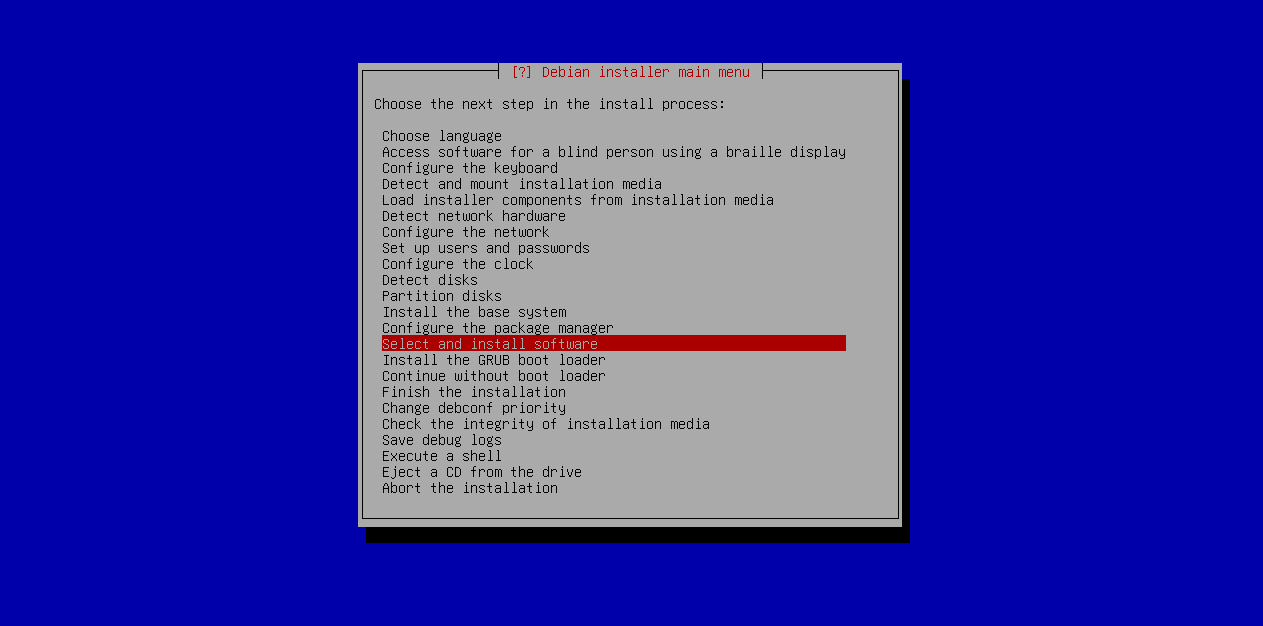 [?] Debian installer main menu
Choose the next step in the install process:
Choose language
Access software for a blind person using a braille display
Configure the keyboard
Detect and mount installation media
Load installer components from installation media
Detect network hardware
Configure the network
Set up users and passwords
Configure the clock
Detect disks
Partition disks
Install the base system
Configure the package manager
Select and install software
Install the GRUB boot loader
Continue without boot loader
Finish the installation
Change debconf priority
Check the integrity of installation media
Save debug logs
Execute a shell
Eject a CD from the drive
Abort the installation